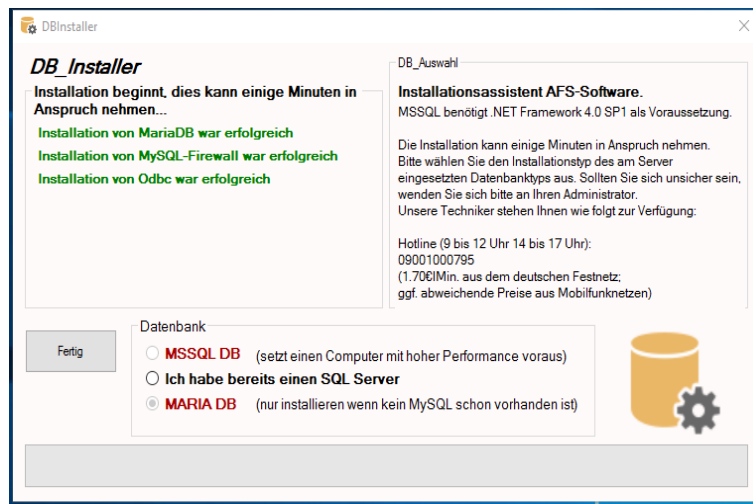 DBInstaller
DB_Installer
Installation beginnt, dies kann einige Minuten in
Anspruch nehmen...
Installation von MariaDB war erfolgreich
Installation von MySQL-Firewall war erfolgreich
Installation von Odbc war erfolgreich
DB_Auswahl
Installationsassistent AFS-Software.
MSSQL benötigt .NET Framework 4.0 SP1 als Voraussetzung.
Die Installation kann einige Minuten in Anspruch nehmen.
Bitte wählen Sie den Installationstyp des am Server
eingesetzten Datenbanktyps aus. Sollten Sie sich unsicher sein,
wenden Sie sich bitte an Ihren Administrator.
Unsere Techniker stehen Ihnen wie folgt zur Verfügung:
Hotline (9 bis 12 Uhr 14 bis 17 Uhr):
09001000795
(1.70€lMin. aus dem deutschen Festnetz;
ggf. abweichende Preise aus Mobilfunknetzen)
Fertig
Datenbank
MSSQL DB (setzt einen Computer mit hoher Performance voraus)
Ich habe bereits einen SQL Server
MARIA DB (nur installieren wenn kein MySQL schon vorhanden ist)